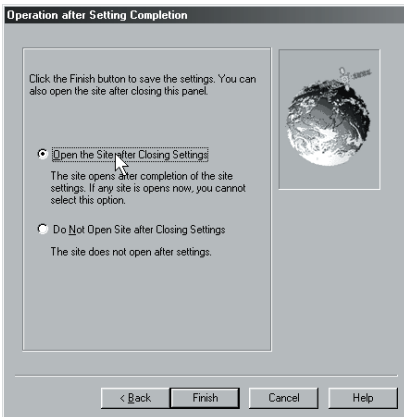 Operation after Setting Completion
Click the Finish button to save the settings. You can
also open the site after closing this panel.
Open the Site after Closing Settings
The site opens after completion of the site
settings. If any site is opens now, you cannot
select this option.
Do Not Open Site after Closing Settings
The site does not open after settings.
< Back
Finish
Cancel
Help